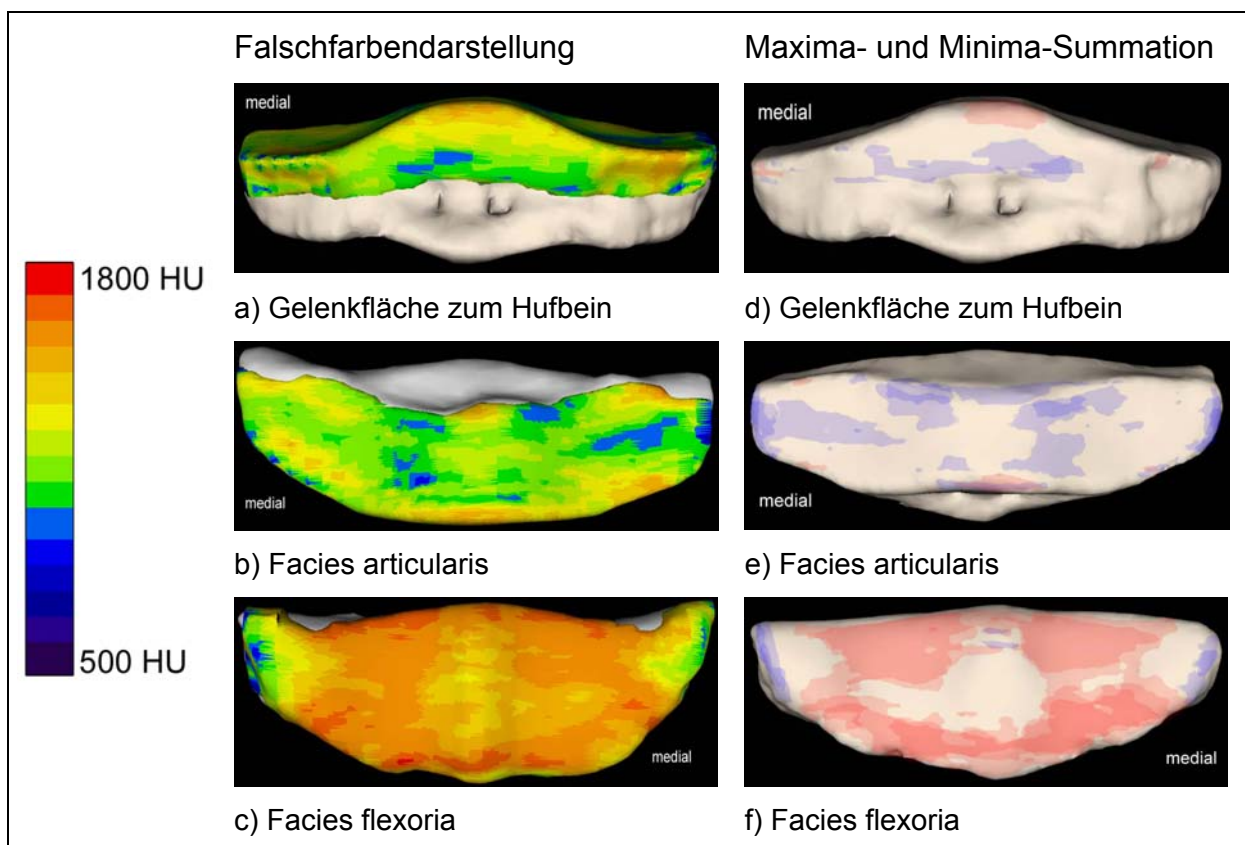 Falschfarbendarstellung
Maxima- und Minima-Summation
1800 HU
500 HU
medial
a) Gelenkfläche zum Hufbein
medial
d) Gelenkfläche zum Hufbein
medial
b) Facies articularis
medial
e) Facies articularis
medial
c) Facies flexoria
medial
f) Facies flexoria